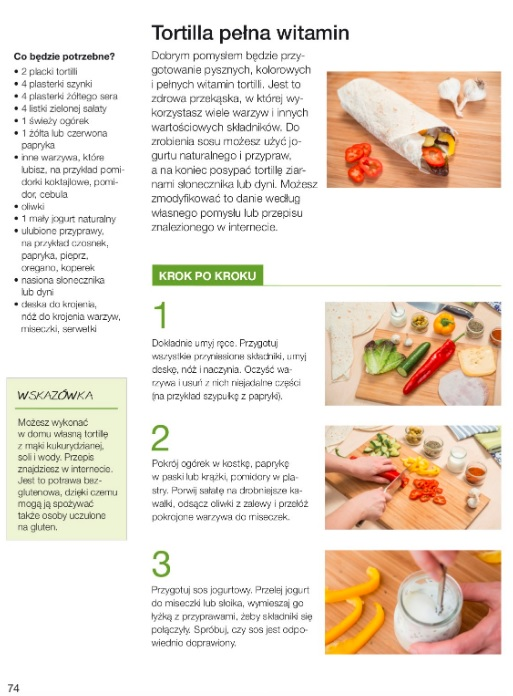 Tortilla pełna witamin
Co będzie potrzebne?
• 2 placki tortilli
• 4 plasterki szynki
• 4 plasterki żółtego sera
• 4 listki zielonej sałaty
• 1 świeży ogórek
• 1 żółta lub czerwona
papryka
• inne warzywa, które
lubisz, na przykład pomi-
dorki koktajlowe, pomi-
dor, cebula
• oliwki
• 1 mały jogurt naturalny
• ulubione przyprawy,
na przykład czosnek,
papryka, pieprz,
oregano, koperek
• nasiona słonecznika
lub dyni
• deska do krojenia,
nóż do krojenia warzyw,
miseczki, serwetki
Dobrym pomysłem będzie przy-
gotowanie pysznych, kolorowych
i pełnych witamin tortilli. Jest to
zdrowa przekąska, w której wy-
korzystasz wiele warzyw i innych
wartościowych składników. Do
zrobienia sosu możesz użyć jo-
gurtu naturalnego i przypraw,
a na koniec posypać tortillę ziar-
nami słonecznika lub dyni. Możesz
zmodyfikować to danie według
własnego pomysłu lub przepisu
znalezionego w internecie.
KROK PO KROKU
1
Dokładnie umyj ręce. Przygotuj
wszystkie przyniesione składniki, umyj
deskę, nóż i naczynia. Oczyść wa-
rzywa i usuń z nich niejadalne części
(na przykład szypułkę z papryki).
WSKAZÓWKA
Możesz wykonać
w domu własną tortillę
z mąki kukurydzianej,
soli i wody. Przepis
znajdziesz w internecie.
Jest to potrawa bez-
glutenowa, dzięki czemu
mogą ją spożywać
także osoby uczulone
na gluten.
2
Pokrój ogórek w kostkę, paprykę
w paski lub krążki, pomidory w pla-
stry. Porwij sałatę na drobniejsze ka-
wałki, odsącz oliwki z zalewy i przełóż
pokrojone warzywa do miseczek.
3
Przygotuj sos jogurtowy. Przelej jogurt
do miseczki lub słoika, wymieszaj go
łyżką z przyprawami, żeby składniki się
połączyły. Spróbuj, czy sos jest odpo-
wiednio doprawiony.
74